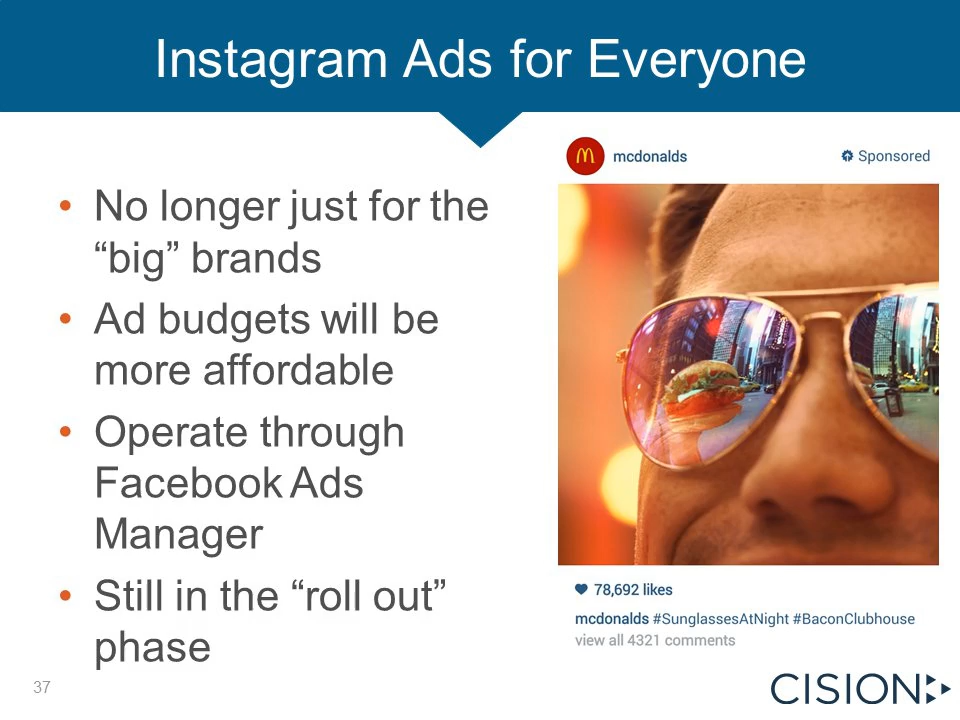 Instagram Ads for Everyone
• No longer just for the
“big” brands
• Ad budgets will be
more affordable
• Operate through
Facebook Ads
Manager
• Still in the “roll out”
phase
mcdonalds
Sponsored
78,692 likes
mcdonalds #SunglassesAtNight #BaconClubhouse
view all 4321 comments
37
CISION